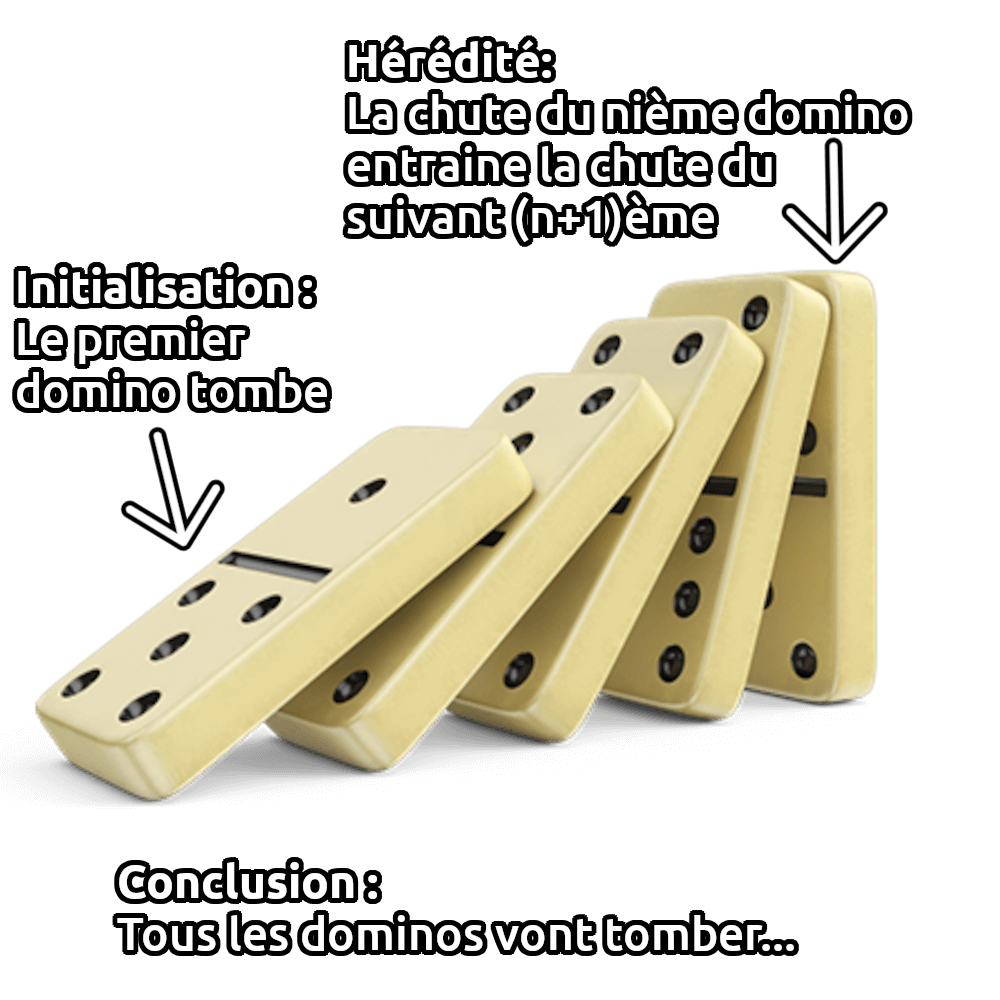 Hérédité:
La chute du nième domino
entraine la chute du
suivant (n+1)ème
Initialisation :
Le premier
domino tombe
Conclusion :
Tous les dominos vont tomber...